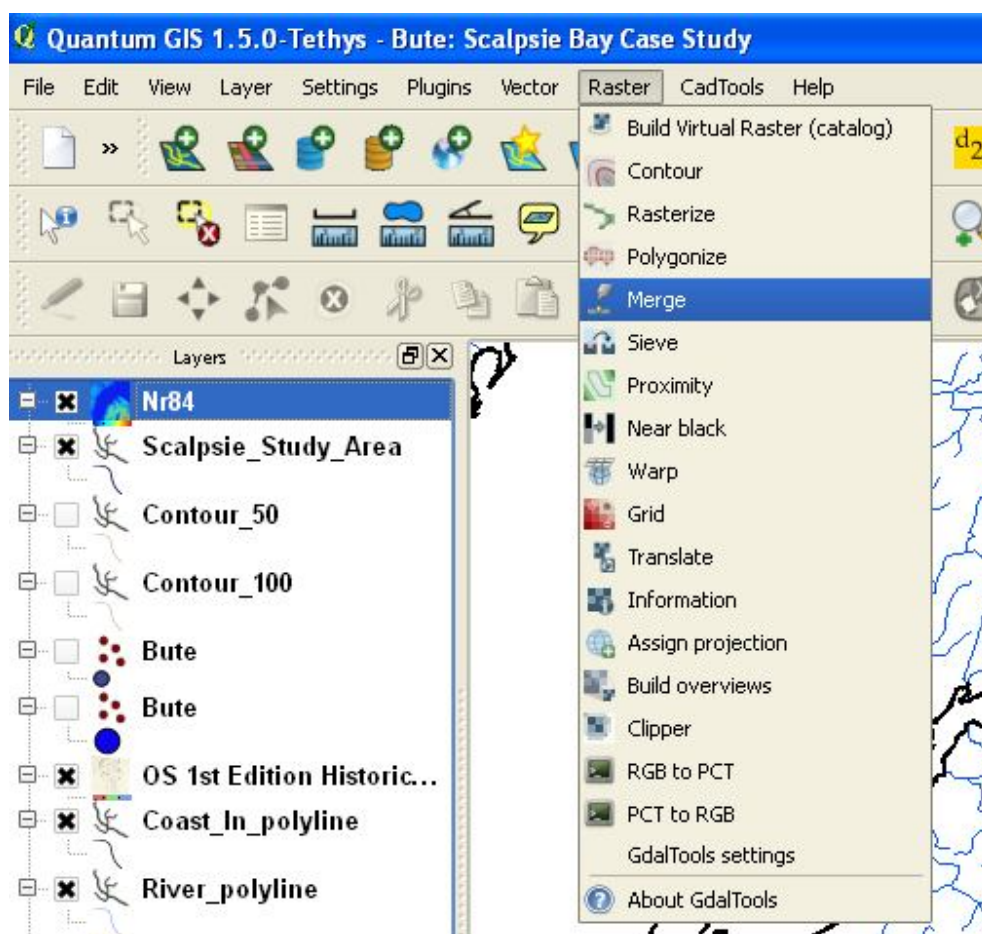 Quantum GIS 1.5.0-Tethys - Bute: Scalpsie Bay Case Study
File Edit View Layer Settings Plugins Vector Raster CadTools Help
Build Virtual Raster (catalog)
Contour
Rasterize
Polygonize
Merge
Sieve
Proximity
Near black
Warp
Grid
Translate
Information
Assign projection
Build overviews
Clipper
RGB to PCT
PCT to RGB
GdalTools settings
About GdalTools
d2
Layers
Nr84
Scalpsie_Study_Area
Contour_50
Contour_100
Bute
Bute
OS 1st Edition Historic...
Coast_ln_polyline
River_polyline